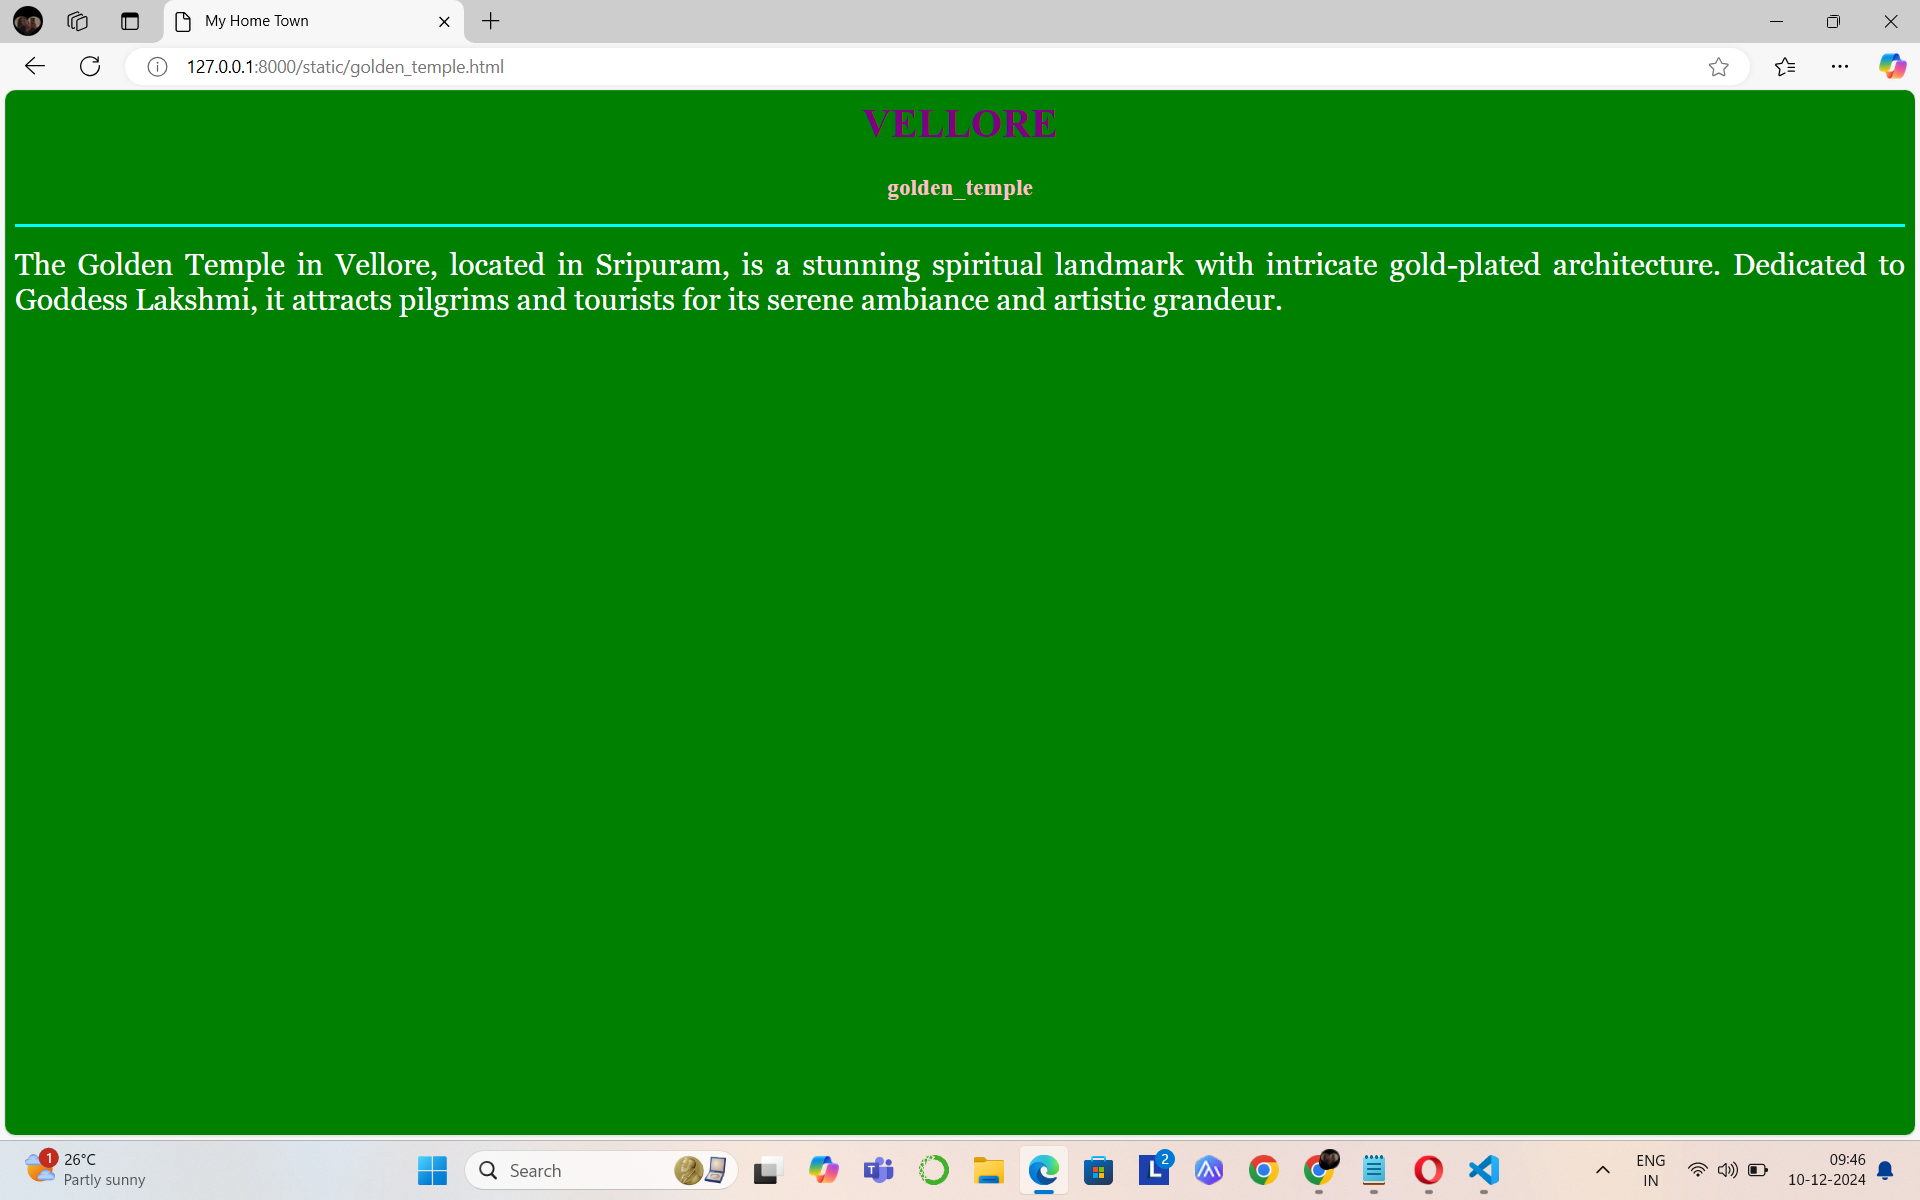 My Home Town
127.0.0.1:8000/static/golden_temple.html
VELLORE
golden_temple
The Golden Temple in Vellore, located in Sripuram, is a stunning spiritual landmark with intricate gold-plated architecture. Dedicated to
Goddess Lakshmi, it attracts pilgrims and tourists for its serene ambiance and artistic grandeur.
1
26°C
Partly sunny
Search
L
2
ENG
IN
09:46
10-12-2024